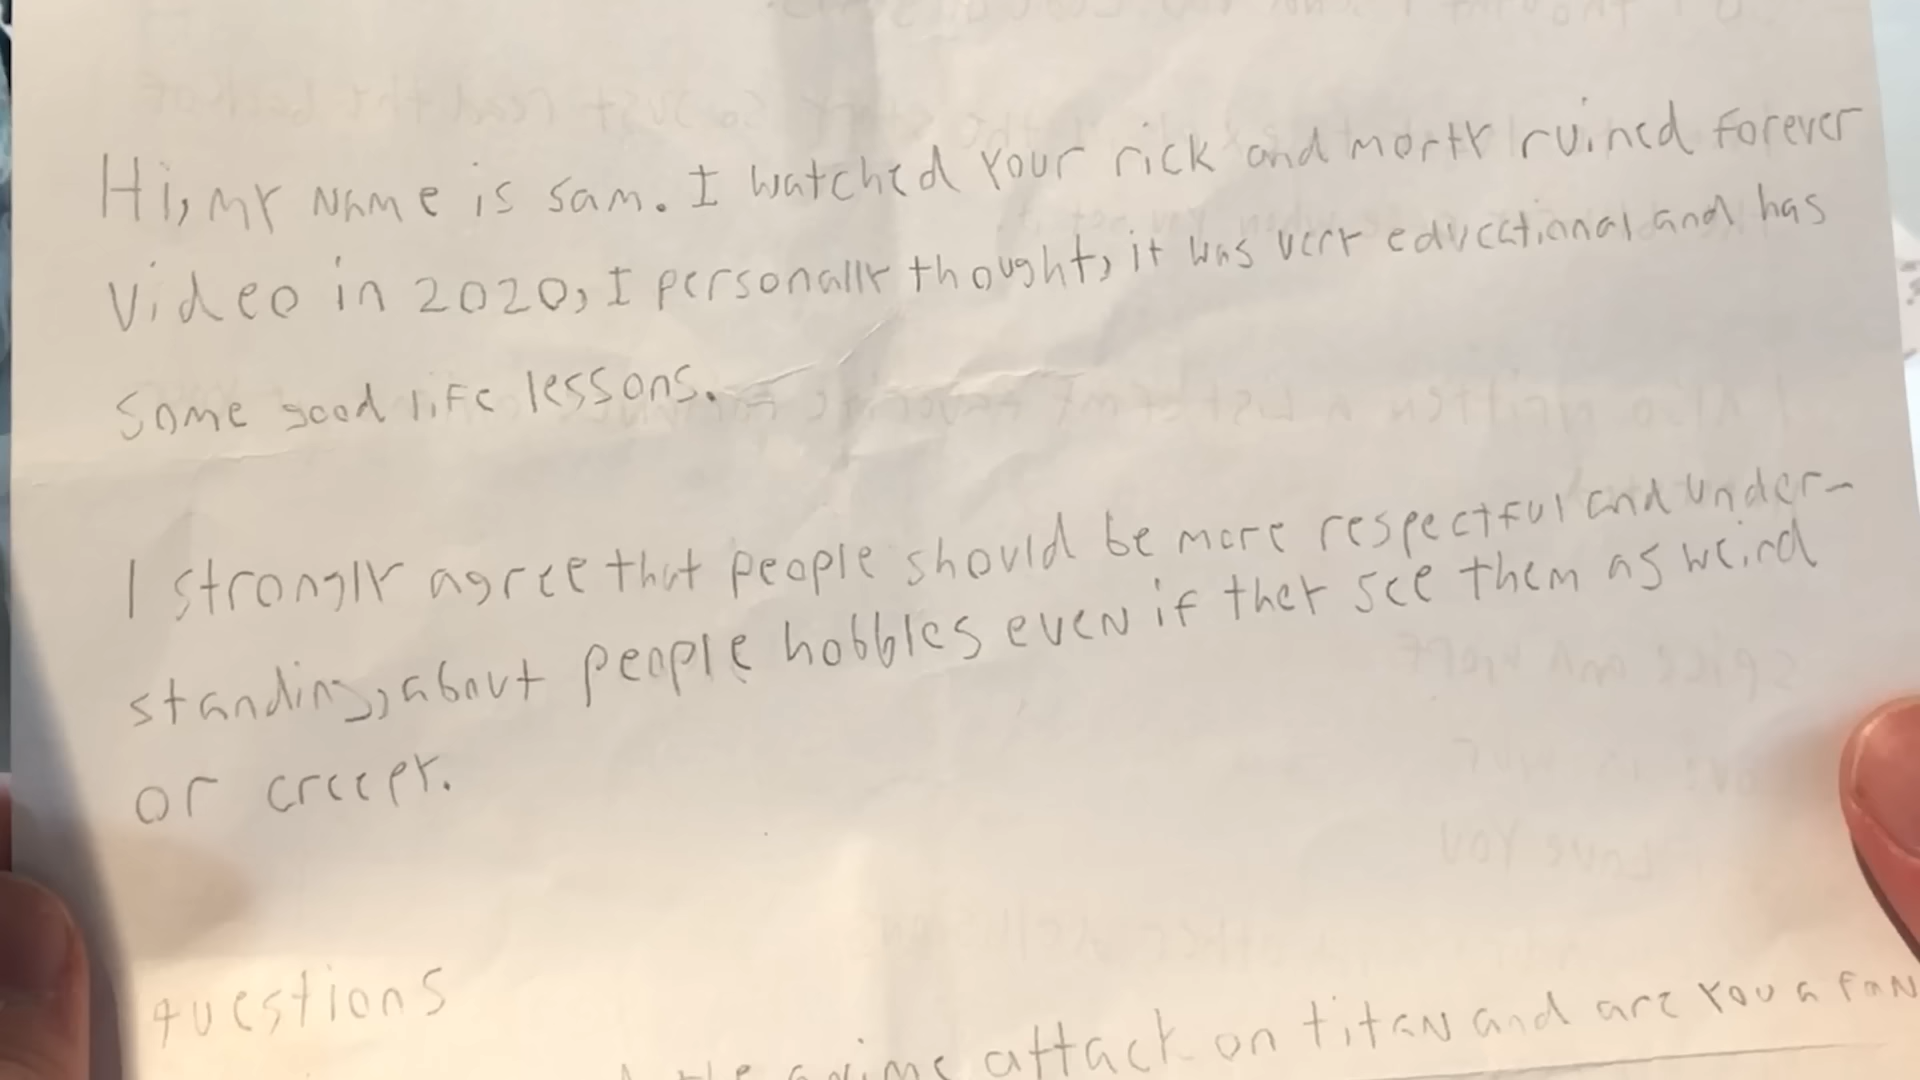 Hi, my name is sam. I watched your rick and morty ruined forever
video in 2020, I personally thought, it was very educational and has
some good life lessons.
I strongly agree that people should be more respectful and under-
standing, about people hobbies even if they see them as weird
or creepy.
questions
the anime attack on titan and are you a fan